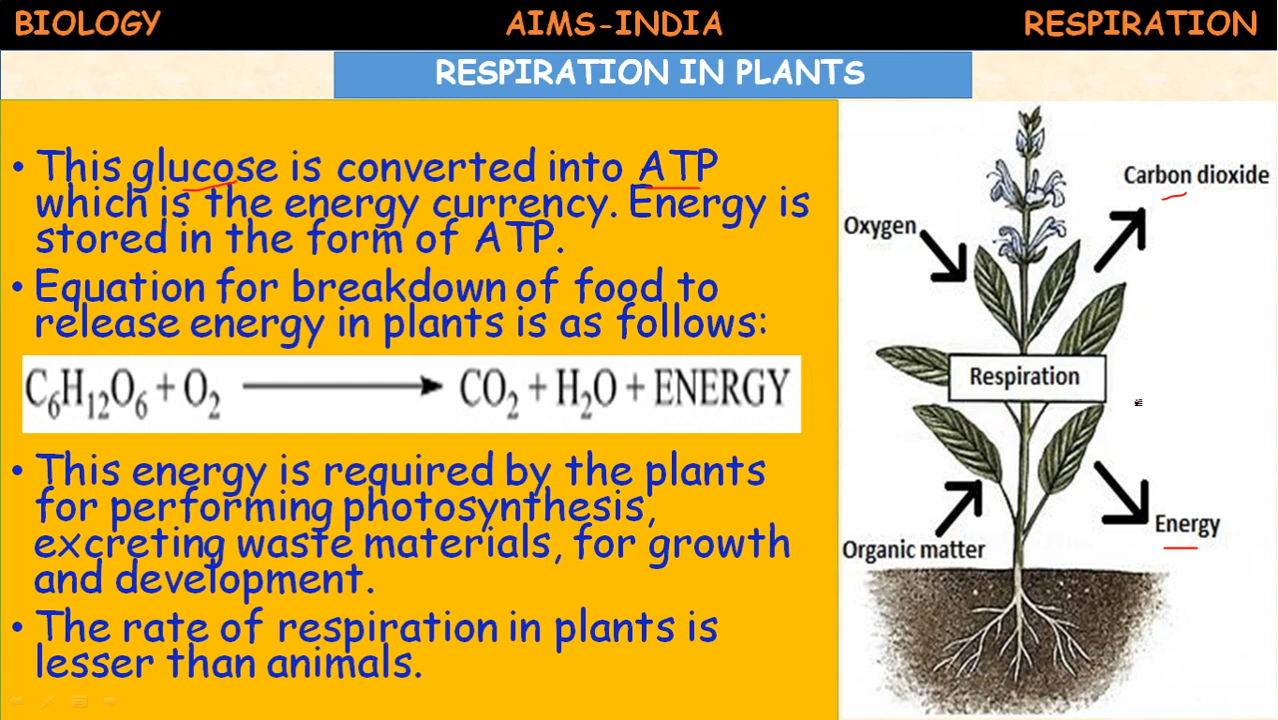 BIOLOGY AIMS-INDIA RESPIRATION
RESPIRATION IN PLANTS
• This glucose is converted into ATP
which is the energy currency. Energy is
stored in the form of ATP.
• Equation for breakdown of food to
release energy in plants is as follows:
C₆H₁₂O₆ + O₂ → CO₂ + H₂O + ENERGY
• This energy is required by the plants
for performing photosynthesis,
excreting waste materials, for growth
and development.
• The rate of respiration in plants is
lesser than animals.
Carbon dioxide
Oxygen
Respiration
Energy
Organic matter